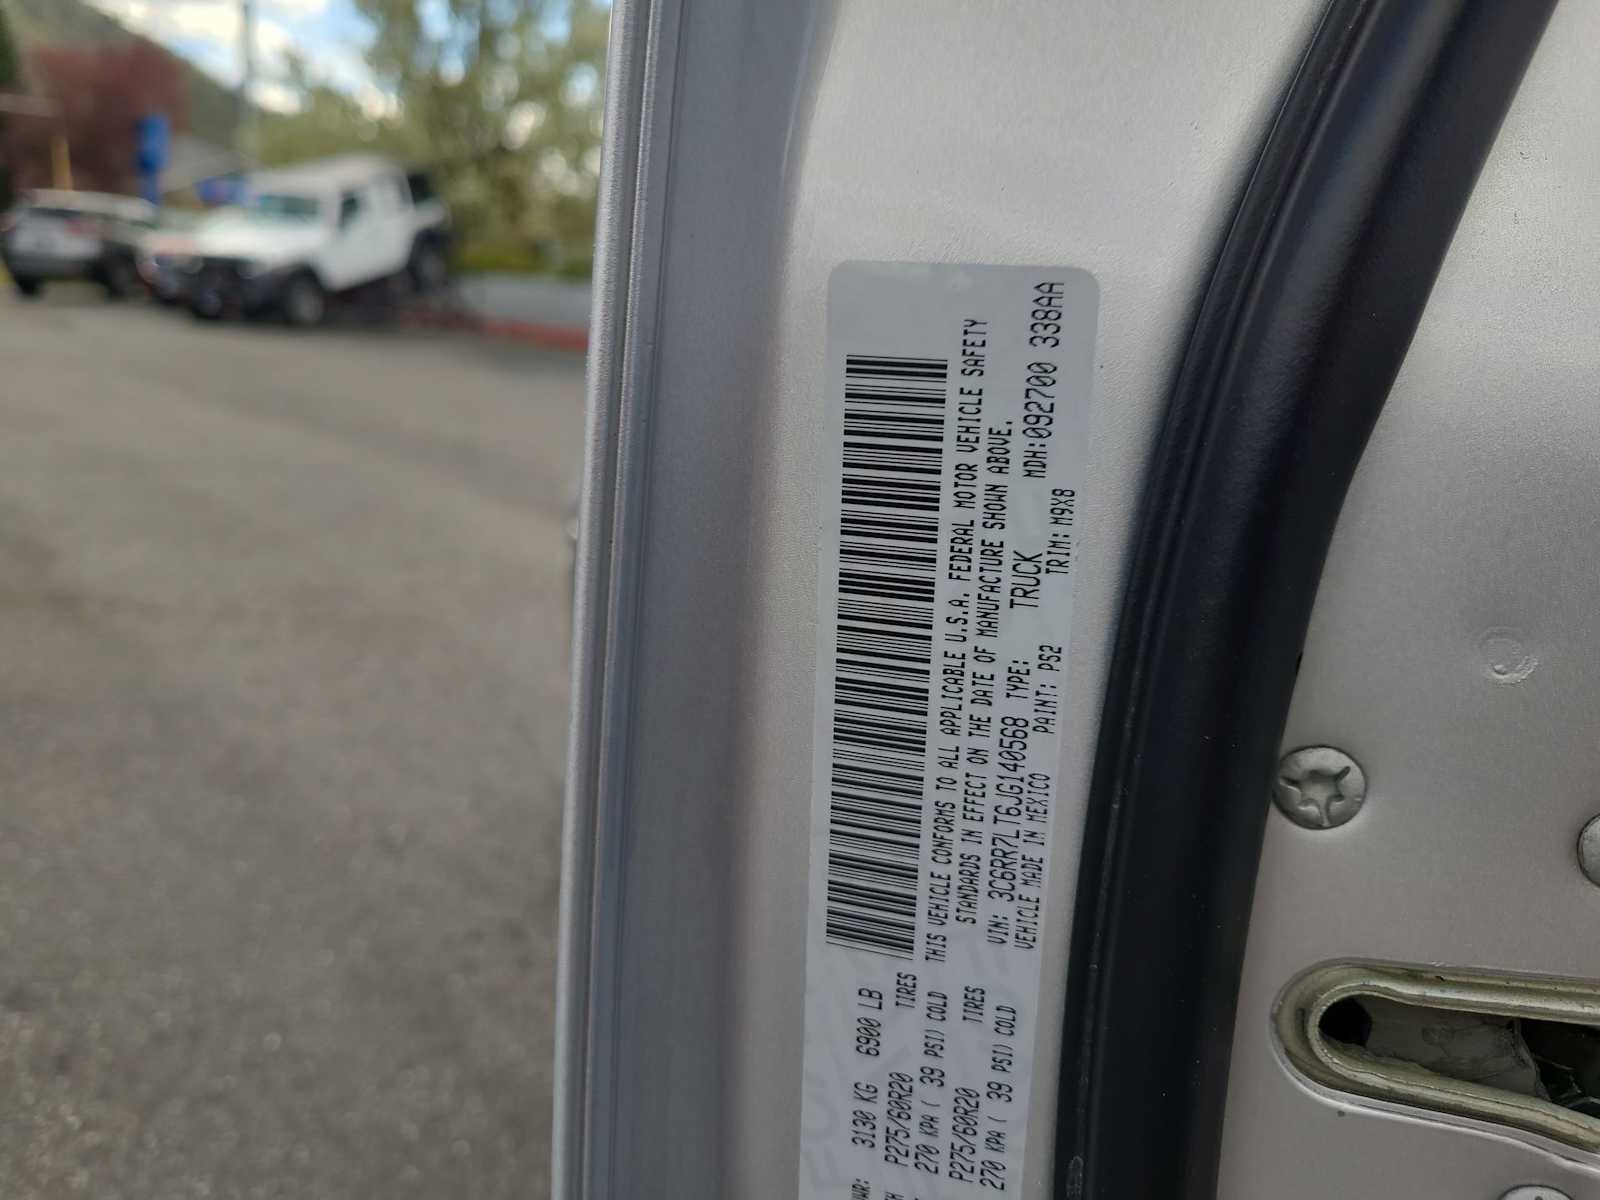 3130 KG 6900 LB
P275/60R20 TIRES
270 KPA ( 39 PSI) COLD
P275/60R20 TIRES
270 KPA ( 39 PSI) COLD
THIS VEHICLE CONFORMS TO ALL APPLICABLE U.S.A. FEDERAL MOTOR VEHICLE SAFETY
STANDARDS IN EFFECT ON THE DATE OF MANUFACTURE SHOWN ABOVE.
VIN: 3C6RR7LT6JG140568 TYPE: TRUCK MDH:092700 338AA
VEHICLE MADE IN MEXICO PAINT: PS2 TRIM: M9X8